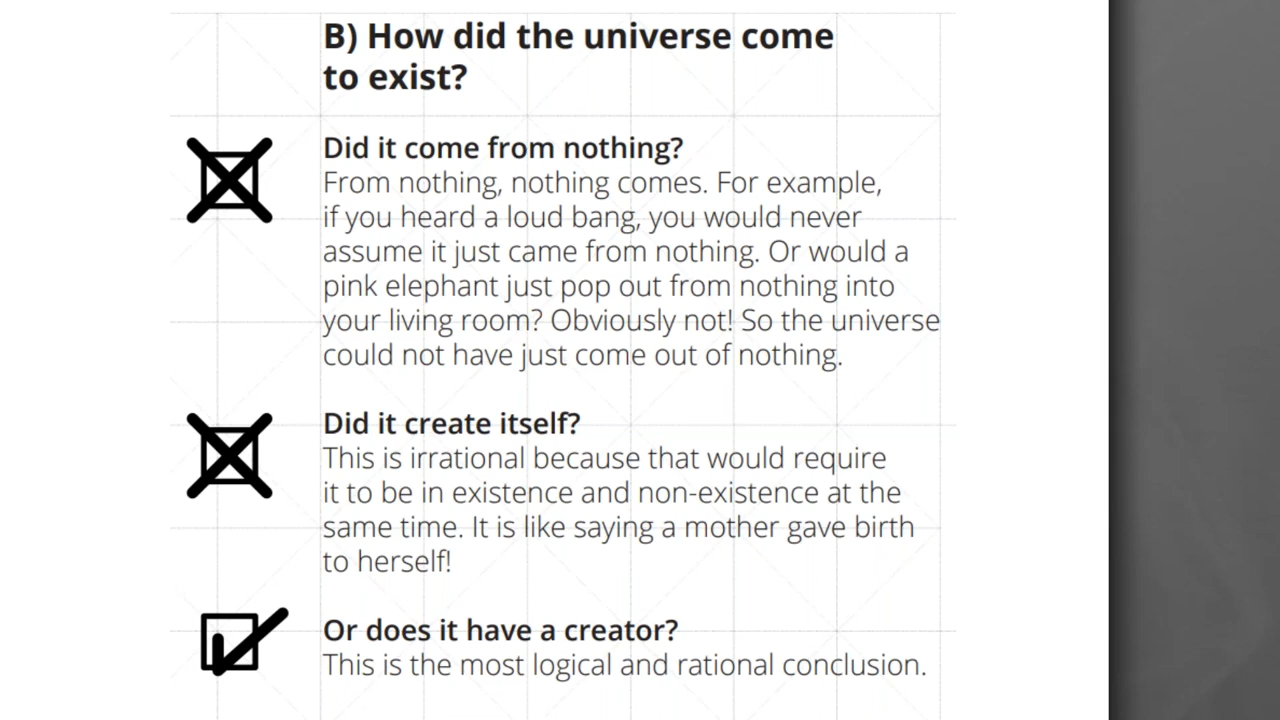 B) How did the universe come
to exist?
Did it come from nothing?
From nothing, nothing comes. For example,
if you heard a loud bang, you would never
assume it just came from nothing. Or would a
pink elephant just pop out from nothing into
your living room? Obviously not! So the universe
could not have just come out of nothing.
Did it create itself?
This is irrational because that would require
it to be in existence and non-existence at the
same time. It is like saying a mother gave birth
to herself!
Or does it have a creator?
This is the most logical and rational conclusion.